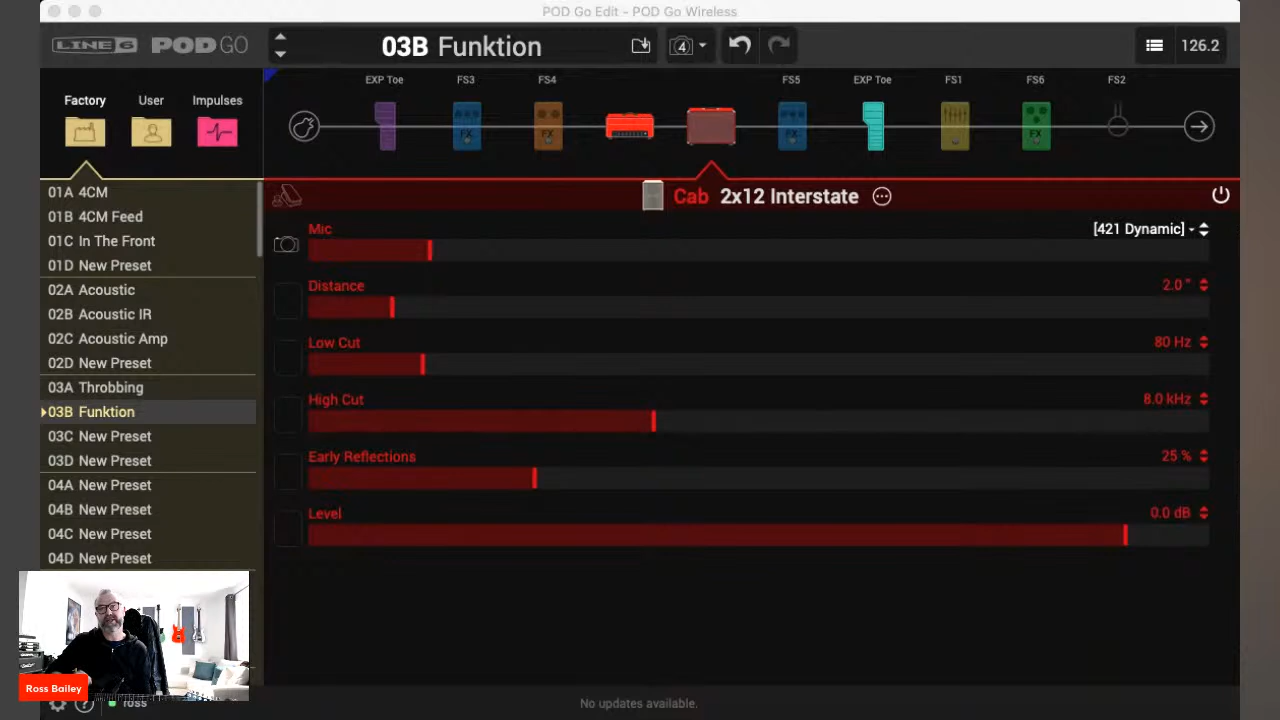 POD Go Edit - POD Go Wireless
LINE 6 POD GO
03B Funktion
4
126.2
Factory User Impulses
EXP Toe FS3 FS4 FS5 EXP Toe FS1 FS6 FS2
FX FX FX FX
Cab 2x12 Interstate
01A 4CM
01B 4CM Feed
01C In The Front
01D New Preset
02A Acoustic
02B Acoustic IR
02C Acoustic Amp
02D New Preset
03A Throbbing
03B Funktion
03C New Preset
03D New Preset
04A New Preset
04B New Preset
04C New Preset
04D New Preset
Mic [421 Dynamic]
Distance 2.0 "
Low Cut 80 Hz
High Cut 8.0 kHz
Early Reflections 25 %
Level 0.0 dB
Ross Bailey
ross
No updates available.